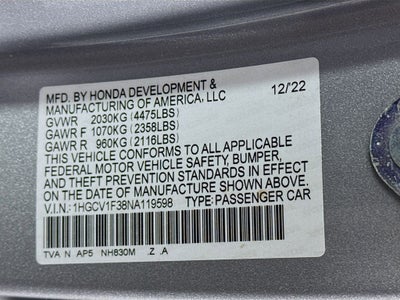 MFD. BY HONDA DEVELOPMENT &
MANUFACTURING OF AMERICA, LLC 12/22
GVWR 2030KG (4475LBS)
GAWR F 1070KG (2358LBS)
GAWR R 960KG (2116LBS)
THIS VEHICLE CONFORMS TO ALL APPLICABLE
FEDERAL MOTOR VEHICLE SAFETY, BUMPER,
AND THEFT PREVENTION STANDARDS IN EFFECT
ON THE DATE OF MANUFACTURE SHOWN ABOVE.
V.I.N.: 1HGCV1F38NA119598 TYPE: PASSENGER CAR
TVA N AP5 NH830M Z .A